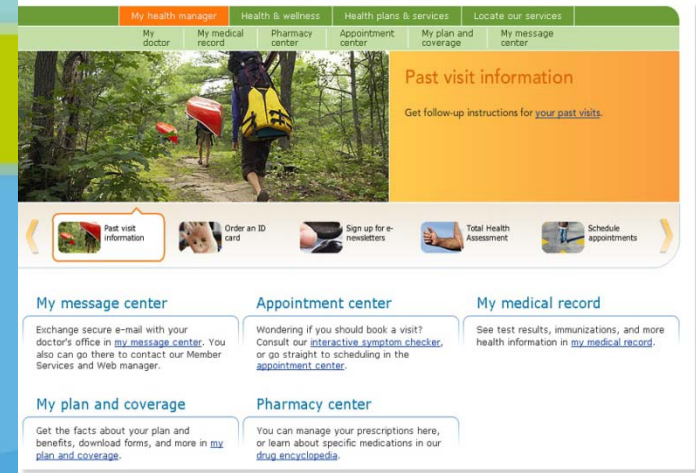 My health manager
Health & wellness
Health plans & services
Locate our services
My doctor
My medical record
Pharmacy center
Appointment center
My plan and coverage
My message center
Past visit information
Get follow-up instructions for your past visits.
Past visit
information
Order an ID
card
Sign up for e-
newsletters
Total Health
Assessment
Schedule
appointments
My message center
Exchange secure e-mail with your
doctor's office in my message center. You
also can go there to contact our Member
Services and Web manager.
Appointment center
Wondering if you should book a visit?
Consult our interactive symptom checker,
or go straight to scheduling in the
appointment center.
My medical record
See test results, immunizations, and more
health information in my medical record.
My plan and coverage
Get the facts about your plan and
benefits, download forms, and more in my
plan and coverage.
Pharmacy center
You can manage your prescriptions here,
or learn about specific medications in our
drug encyclopedia.